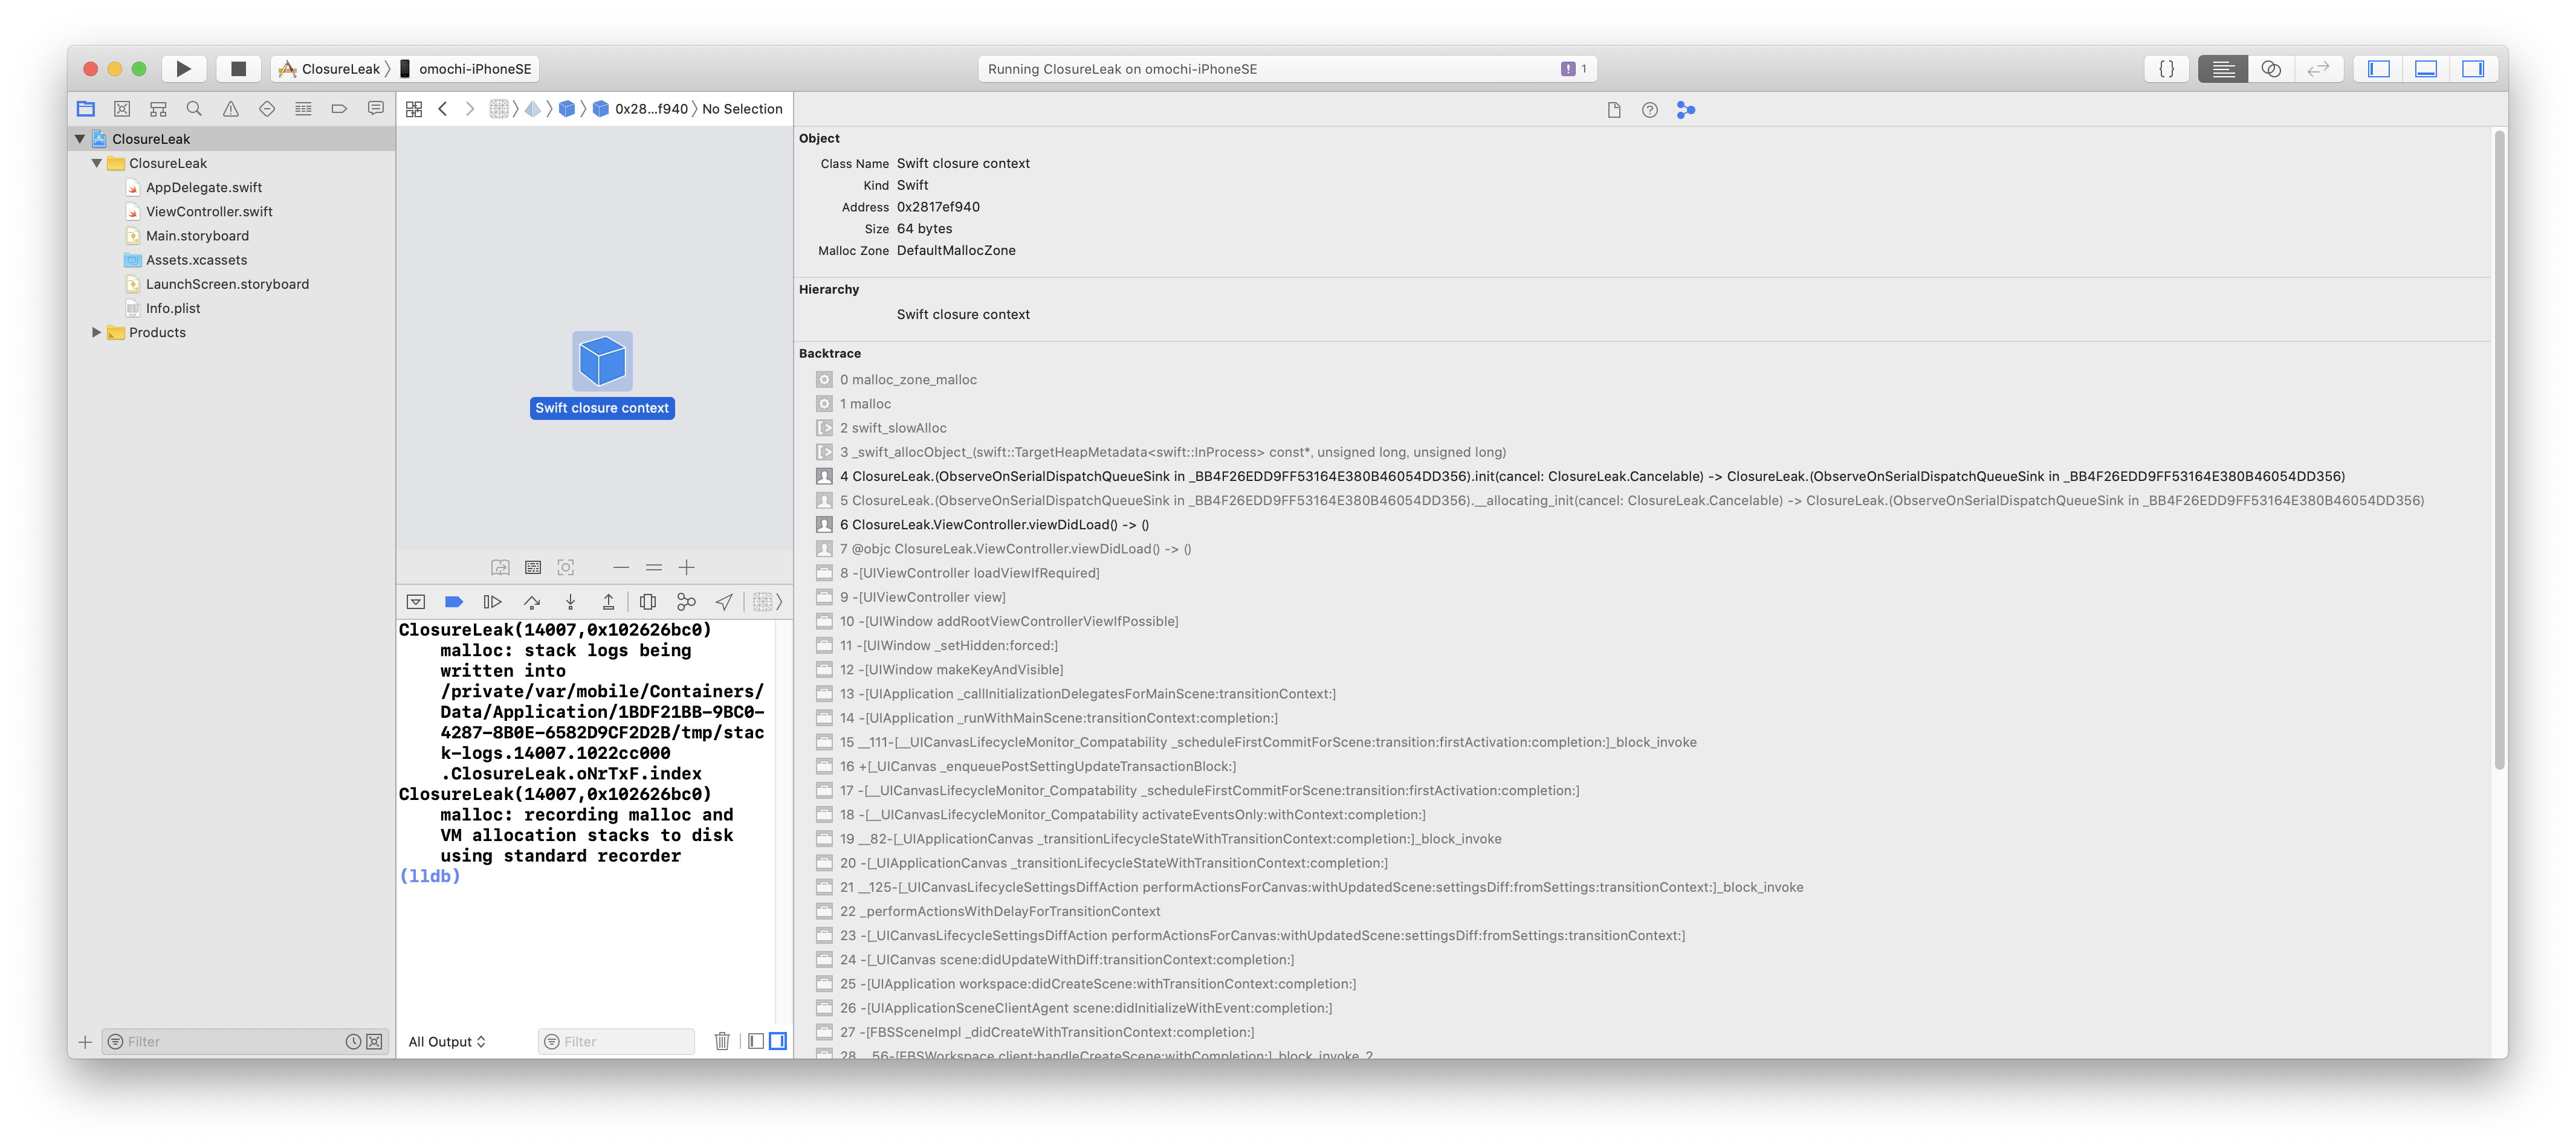 ClosureLeak
omochi-iPhoneSE
Running ClosureLeak on omochi-iPhoneSE
1
{ }
ClosureLeak
ClosureLeak
AppDelegate.swift
ViewController.swift
Main.storyboard
Assets.xcassets
LaunchScreen.storyboard
Info.plist
Products
Filter
0x28...f940
No Selection
Swift closure context
ClosureLeak(14007,0x102626bc0)
malloc: stack logs being
written into
/private/var/mobile/Containers/
Data/Application/1BDF21BB-9BC0-
4287-8B0E-6582D9CF2D2B/tmp/stac
k-logs.14007.1022cc000
.ClosureLeak.oNrTxF.index
ClosureLeak(14007,0x102626bc0)
malloc: recording malloc and
VM allocation stacks to disk
using standard recorder
(lldb)
All Output
Filter
Object
Class Name Swift closure context
Kind Swift
Address 0x2817ef940
Size 64 bytes
Malloc Zone DefaultMallocZone
Hierarchy
Swift closure context
Backtrace
0 malloc_zone_malloc
1 malloc
2 swift_slowAlloc
3 _swift_allocObject_(swift::TargetHeapMetadata<swift::InProcess> const*, unsigned long, unsigned long)
4 ClosureLeak.(ObserveOnSerialDispatchQueueSink in _BB4F26EDD9FF53164E380B46054DD356).init(cancel: ClosureLeak.Cancelable) -> ClosureLeak.(ObserveOnSerialDispatchQueueSink in _BB4F26EDD9FF53164E380B46054DD356)
5 ClosureLeak.(ObserveOnSerialDispatchQueueSink in _BB4F26EDD9FF53164E380B46054DD356).__allocating_init(cancel: ClosureLeak.Cancelable) -> ClosureLeak.(ObserveOnSerialDispatchQueueSink in _BB4F26EDD9FF53164E380B46054DD356)
6 ClosureLeak.ViewController.viewDidLoad() -> ()
7 @objc ClosureLeak.ViewController.viewDidLoad() -> ()
8 -[UIViewController loadViewIfRequired]
9 -[UIViewController view]
10 -[UIWindow addRootViewControllerViewIfPossible]
11 -[UIWindow _setHidden:forced:]
12 -[UIWindow makeKeyAndVisible]
13 -[UIApplication _callInitializationDelegatesForMainScene:transitionContext:]
14 -[UIApplication _runWithMainScene:transitionContext:completion:]
15 __111-[__UICanvasLifecycleMonitor_Compatability _scheduleFirstCommitForScene:transition:firstActivation:completion:]_block_invoke
16 +[_UICanvas _enqueuePostSettingUpdateTransactionBlock:]
17 -[__UICanvasLifecycleMonitor_Compatability _scheduleFirstCommitForScene:transition:firstActivation:completion:]
18 -[__UICanvasLifecycleMonitor_Compatability activateEventsOnly:withContext:completion:]
19 __82-[_UIApplicationCanvas _transitionLifecycleStateWithTransitionContext:completion:]_block_invoke
20 -[_UIApplicationCanvas _transitionLifecycleStateWithTransitionContext:completion:]
21 __125-[_UICanvasLifecycleSettingsDiffAction performActionsForCanvas:withUpdatedScene:settingsDiff:fromSettings:transitionContext:]_block_invoke
22 _performActionsWithDelayForTransitionContext
23 -[_UICanvasLifecycleSettingsDiffAction performActionsForCanvas:withUpdatedScene:settingsDiff:fromSettings:transitionContext:]
24 -[_UICanvas scene:didUpdateWithDiff:transitionContext:completion:]
25 -[UIApplication workspace:didCreateScene:withTransitionContext:completion:]
26 -[UIApplicationSceneClientAgent scene:didInitializeWithEvent:completion:]
27 -[FBSSceneImpl _didCreateWithTransitionContext:completion:]
28 __56-[FBSWorkspace client:handleCreateScene:withCompletion:]_block_invoke_2